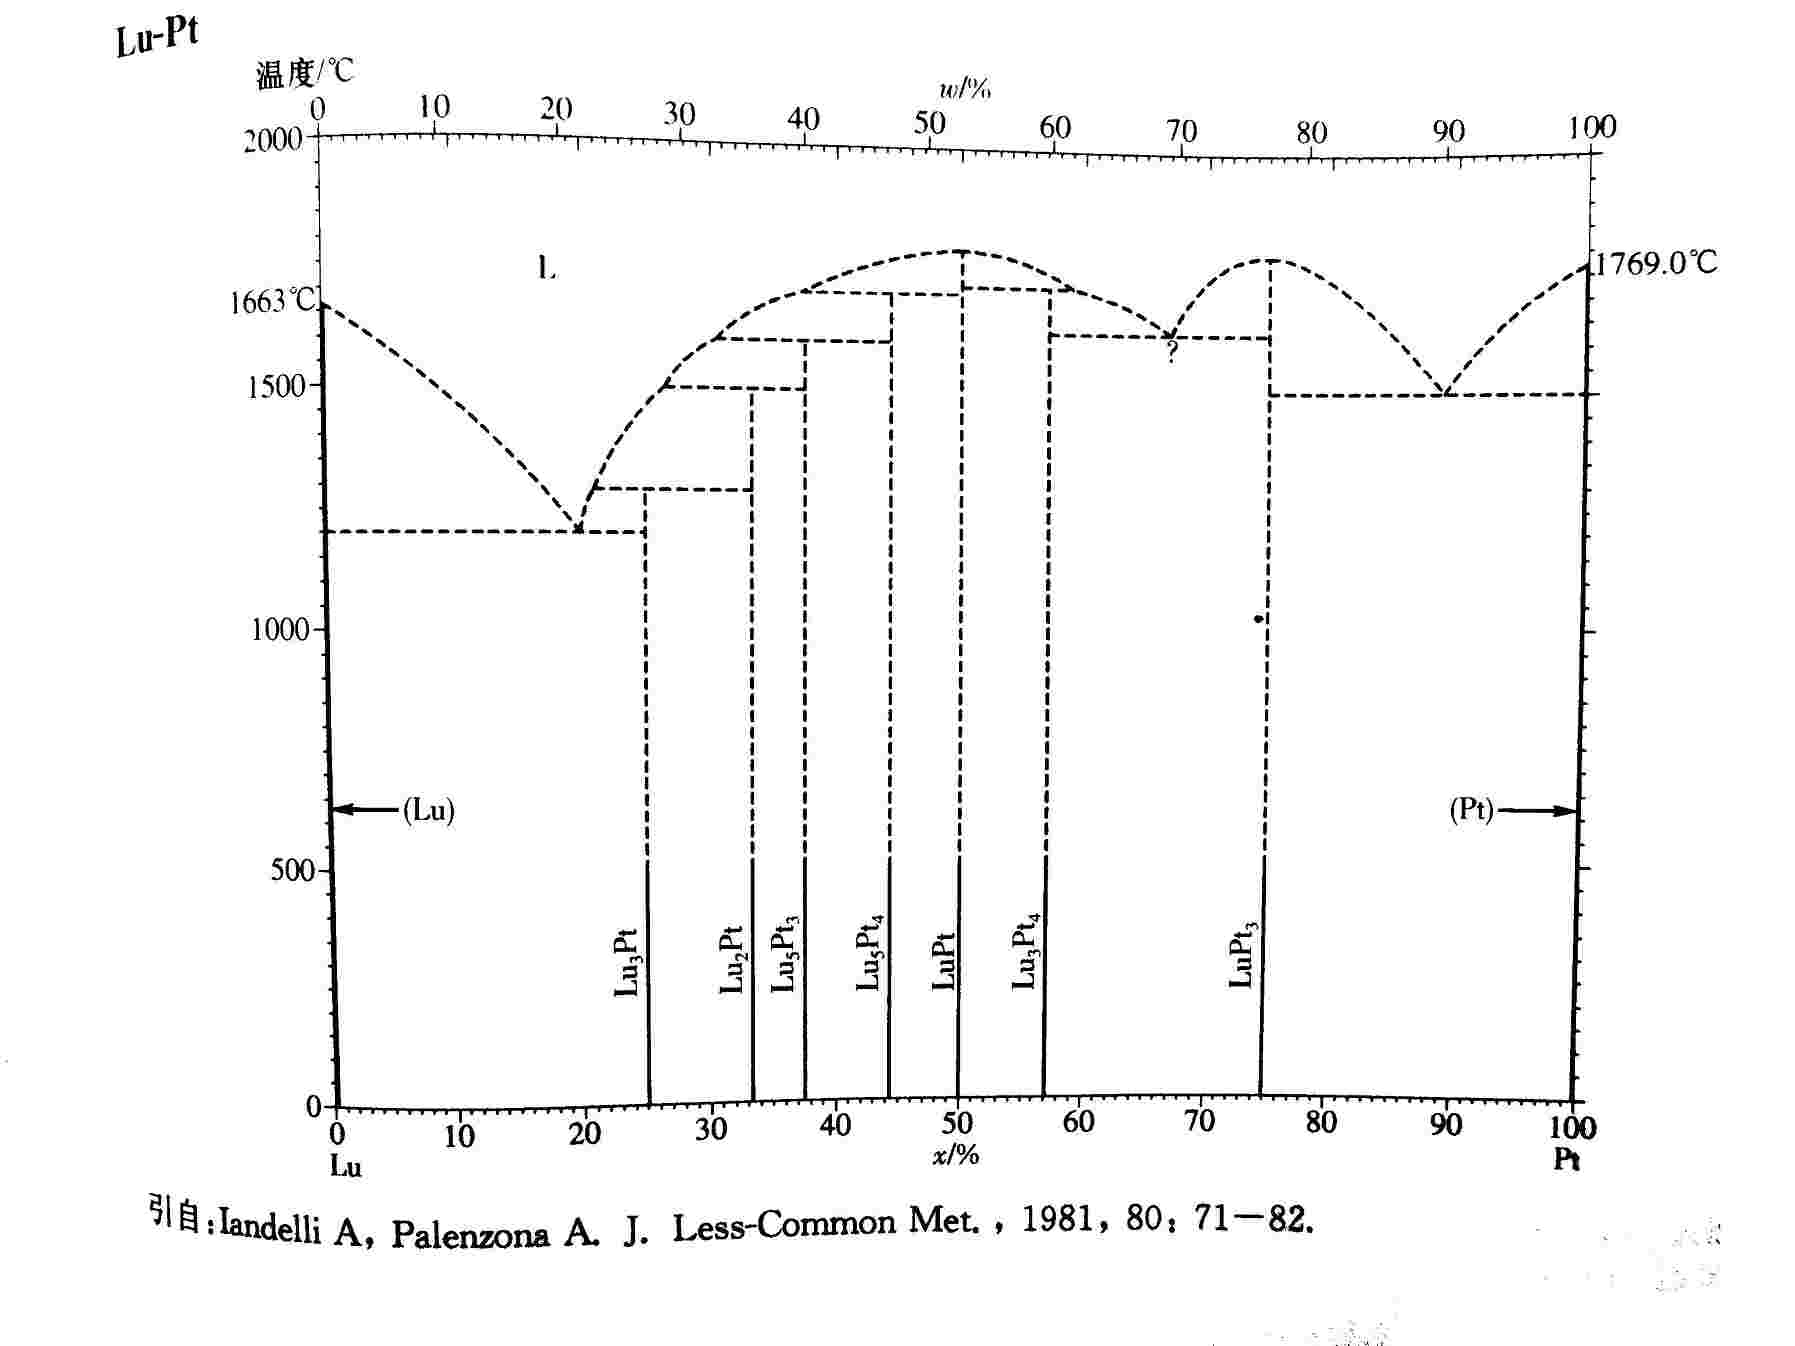 Lu-Pt
温度/℃
w/%
0 10 20 30 40 50 60 70 80 90 100
2000
L
1769.0℃
1663℃
?
1500
1000
(Lu) (Pt)
500
Lu₃Pt Lu₂Pt Lu₅Pt₃ Lu₅Pt₄ LuPt Lu₃Pt₄ LuPt₃
0
0 10 20 30 40 50 60 70 80 90 100
Lu x/% Pt
引自:Iandelli A, Palenzona A. J. Less-Common Met. , 1981, 80: 71—82.